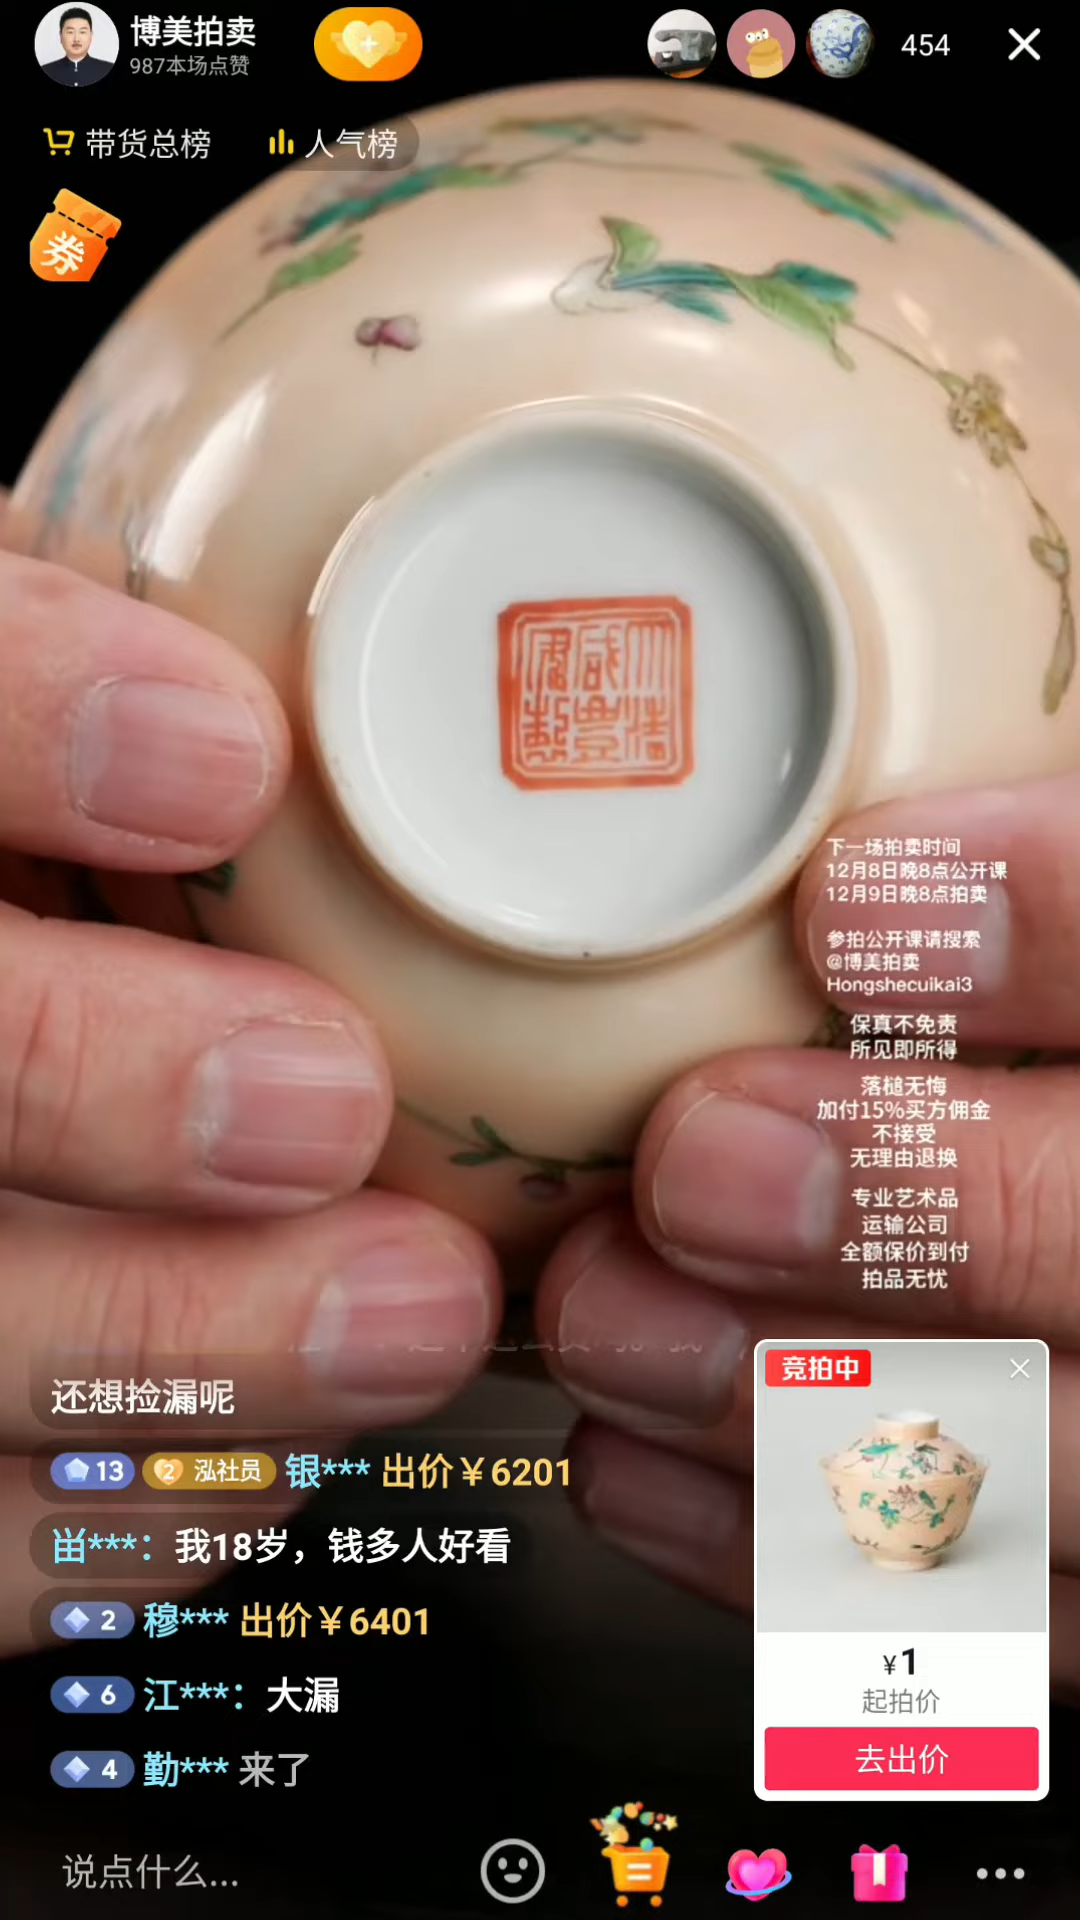 博美拍卖
987本场点赞
454
带货总榜
人气榜
券
大清
咸豐
年製
下一场拍卖时间
12月8日晚8点公开课
12月9日晚8点拍卖
参拍公开课请搜索
@博美拍卖
Hongshecuikai3
保真不免责
所见即所得
落槌无悔
加付15%买方佣金
不接受
无理由退换
专业艺术品
运输公司
全额保价到付
拍品无忧
还想捡漏呢
13 2 泓社员 银*** 出价￥6201
岀***：我18岁，钱多人好看
2 穆*** 出价￥6401
6 江***：大漏
4 勤*** 来了
竞拍中
¥1
起拍价
去出价
说点什么...